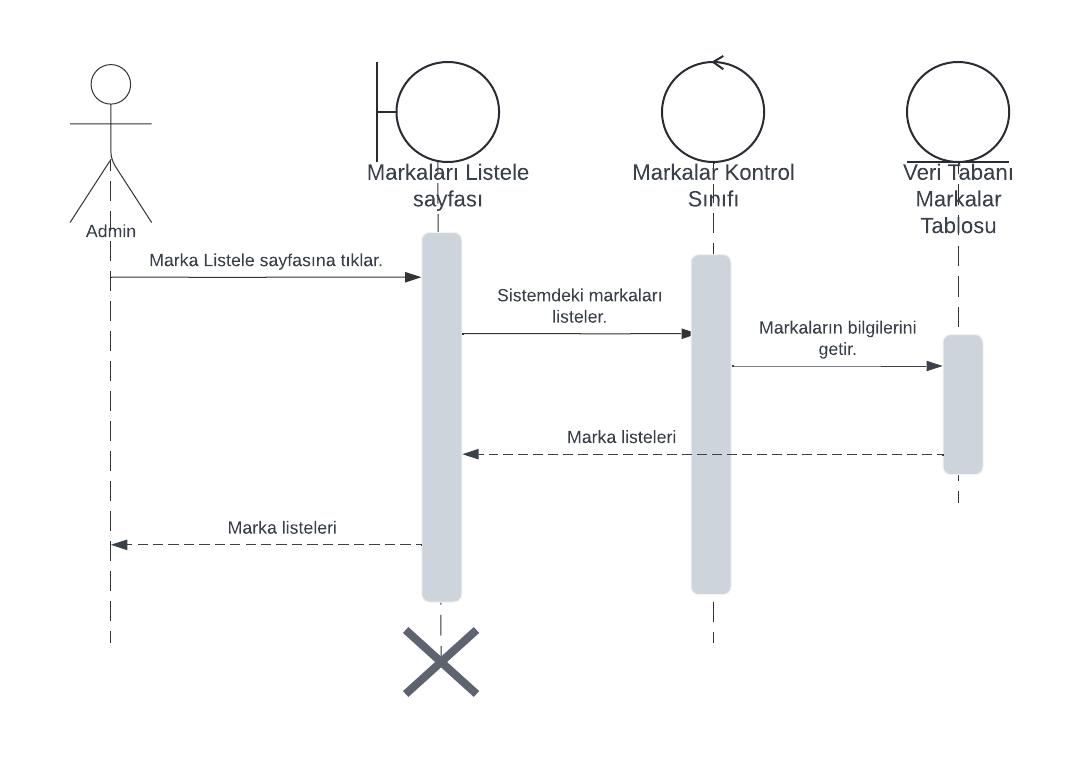 Markaları Listele
sayfası
Markalar Kontrol
Sınıfı
Veri Tabanı
Markalar
Tablosu
Admin
Marka Listele sayfasına tıklar.
Sistemdeki markaları
listeler.
Markaların bilgilerini
getir.
Marka listeleri
Marka listeleri